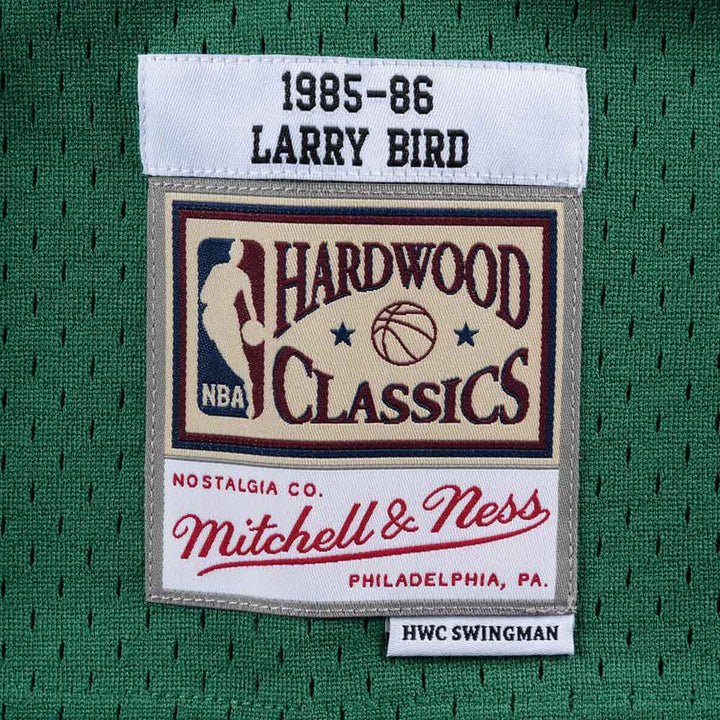 1985-86
LARRY BIRD
HARDWOOD
CLASSICS
NBA
NOSTALGIA CO.
Mitchell & Ness
PHILADELPHIA, PA.
HWC SWINGMAN